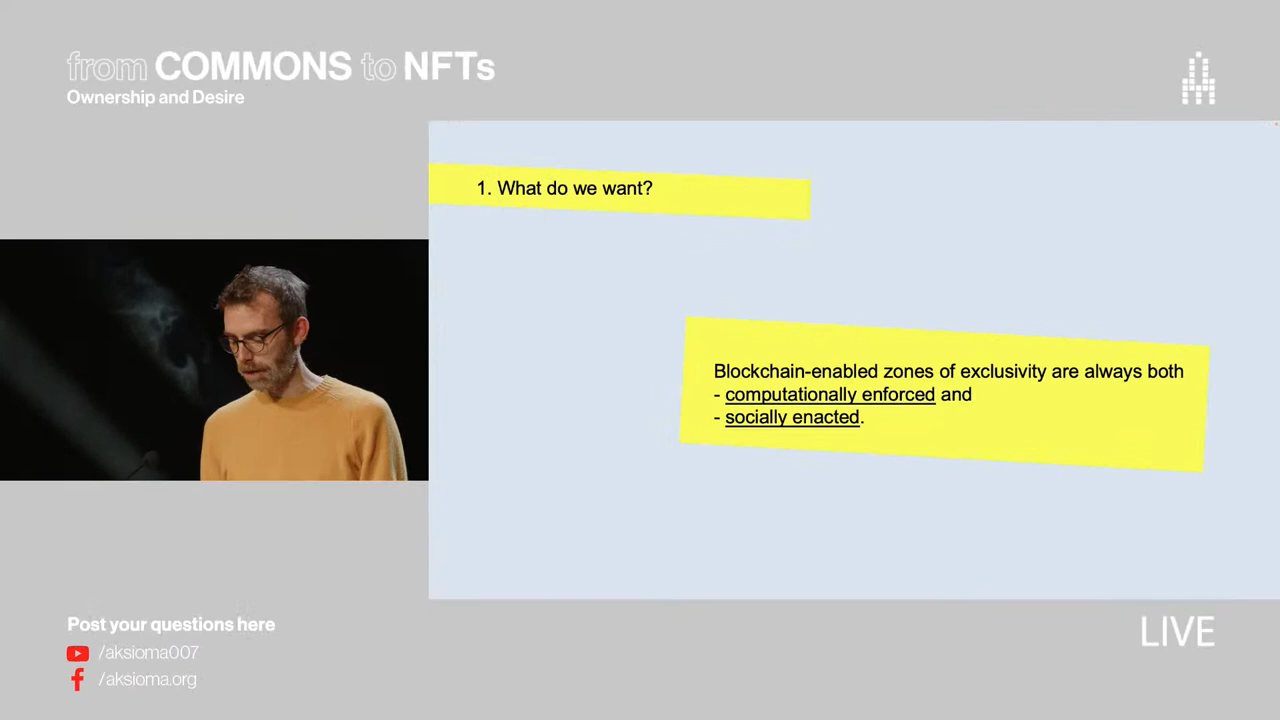 from COMMONS to NFTs
Ownership and Desire
1. What do we want?
Blockchain-enabled zones of exclusivity are always both
- computationally enforced and
- socially enacted.
Post your questions here
/aksioma007
/aksioma.org
LIVE